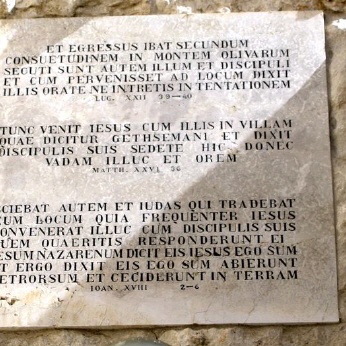 ET EGRESSUS IBAT SECUNDUM
CONSUETUDINEM IN MONTEM OLIVARUM
SECUTI SUNT AUTEM ILLUM ET DISCIPULI
ET CUM PERVENISSET AD LOCUM DIXIT
ILLIS ORATE NE INTRETIS IN TENTATIONEM
LUC. XXII 39-40
TUNC VENIT IESUS CUM ILLIS IN VILLAM
QUAE DICITUR GETHSEMANI ET DIXIT
DISCIPULIS SUIS SEDETE HIC DONEC
VADAM ILLUC ET OREM
MATTH. XXVI 36
SCIEBAT AUTEM ET IUDAS QUI TRADEBAT
EUM LOCUM QUIA FREQUENTER IESUS
CONVENERAT ILLUC CUM DISCIPULIS SUIS
QUEM QUAERITIS RESPONDERUNT EI
IESUM NAZARENUM DICIT EIS IESUS EGO SUM
UT ERGO DIXIT EIS EGO SUM ABIERUNT
RETRORSUM ET CECIDERUNT IN TERRAM
IOAN. XVIII 2-6